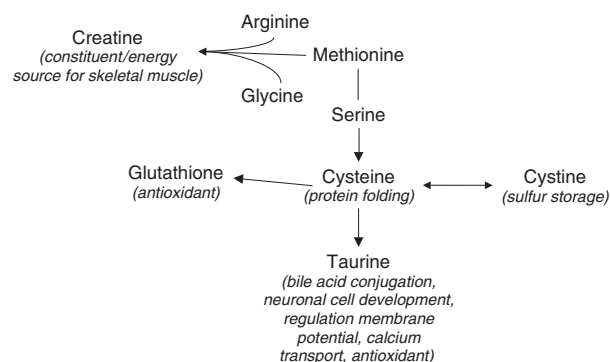 Arginine
Creatine
(constituent/energy
source for skeletal muscle)
Methionine
Glycine
Serine
Glutathione
(antioxidant)
Cysteine
(protein folding)
Cystine
(sulfur storage)
Taurine
(bile acid conjugation,
neuronal cell development,
regulation membrane
potential, calcium
transport, antioxidant)